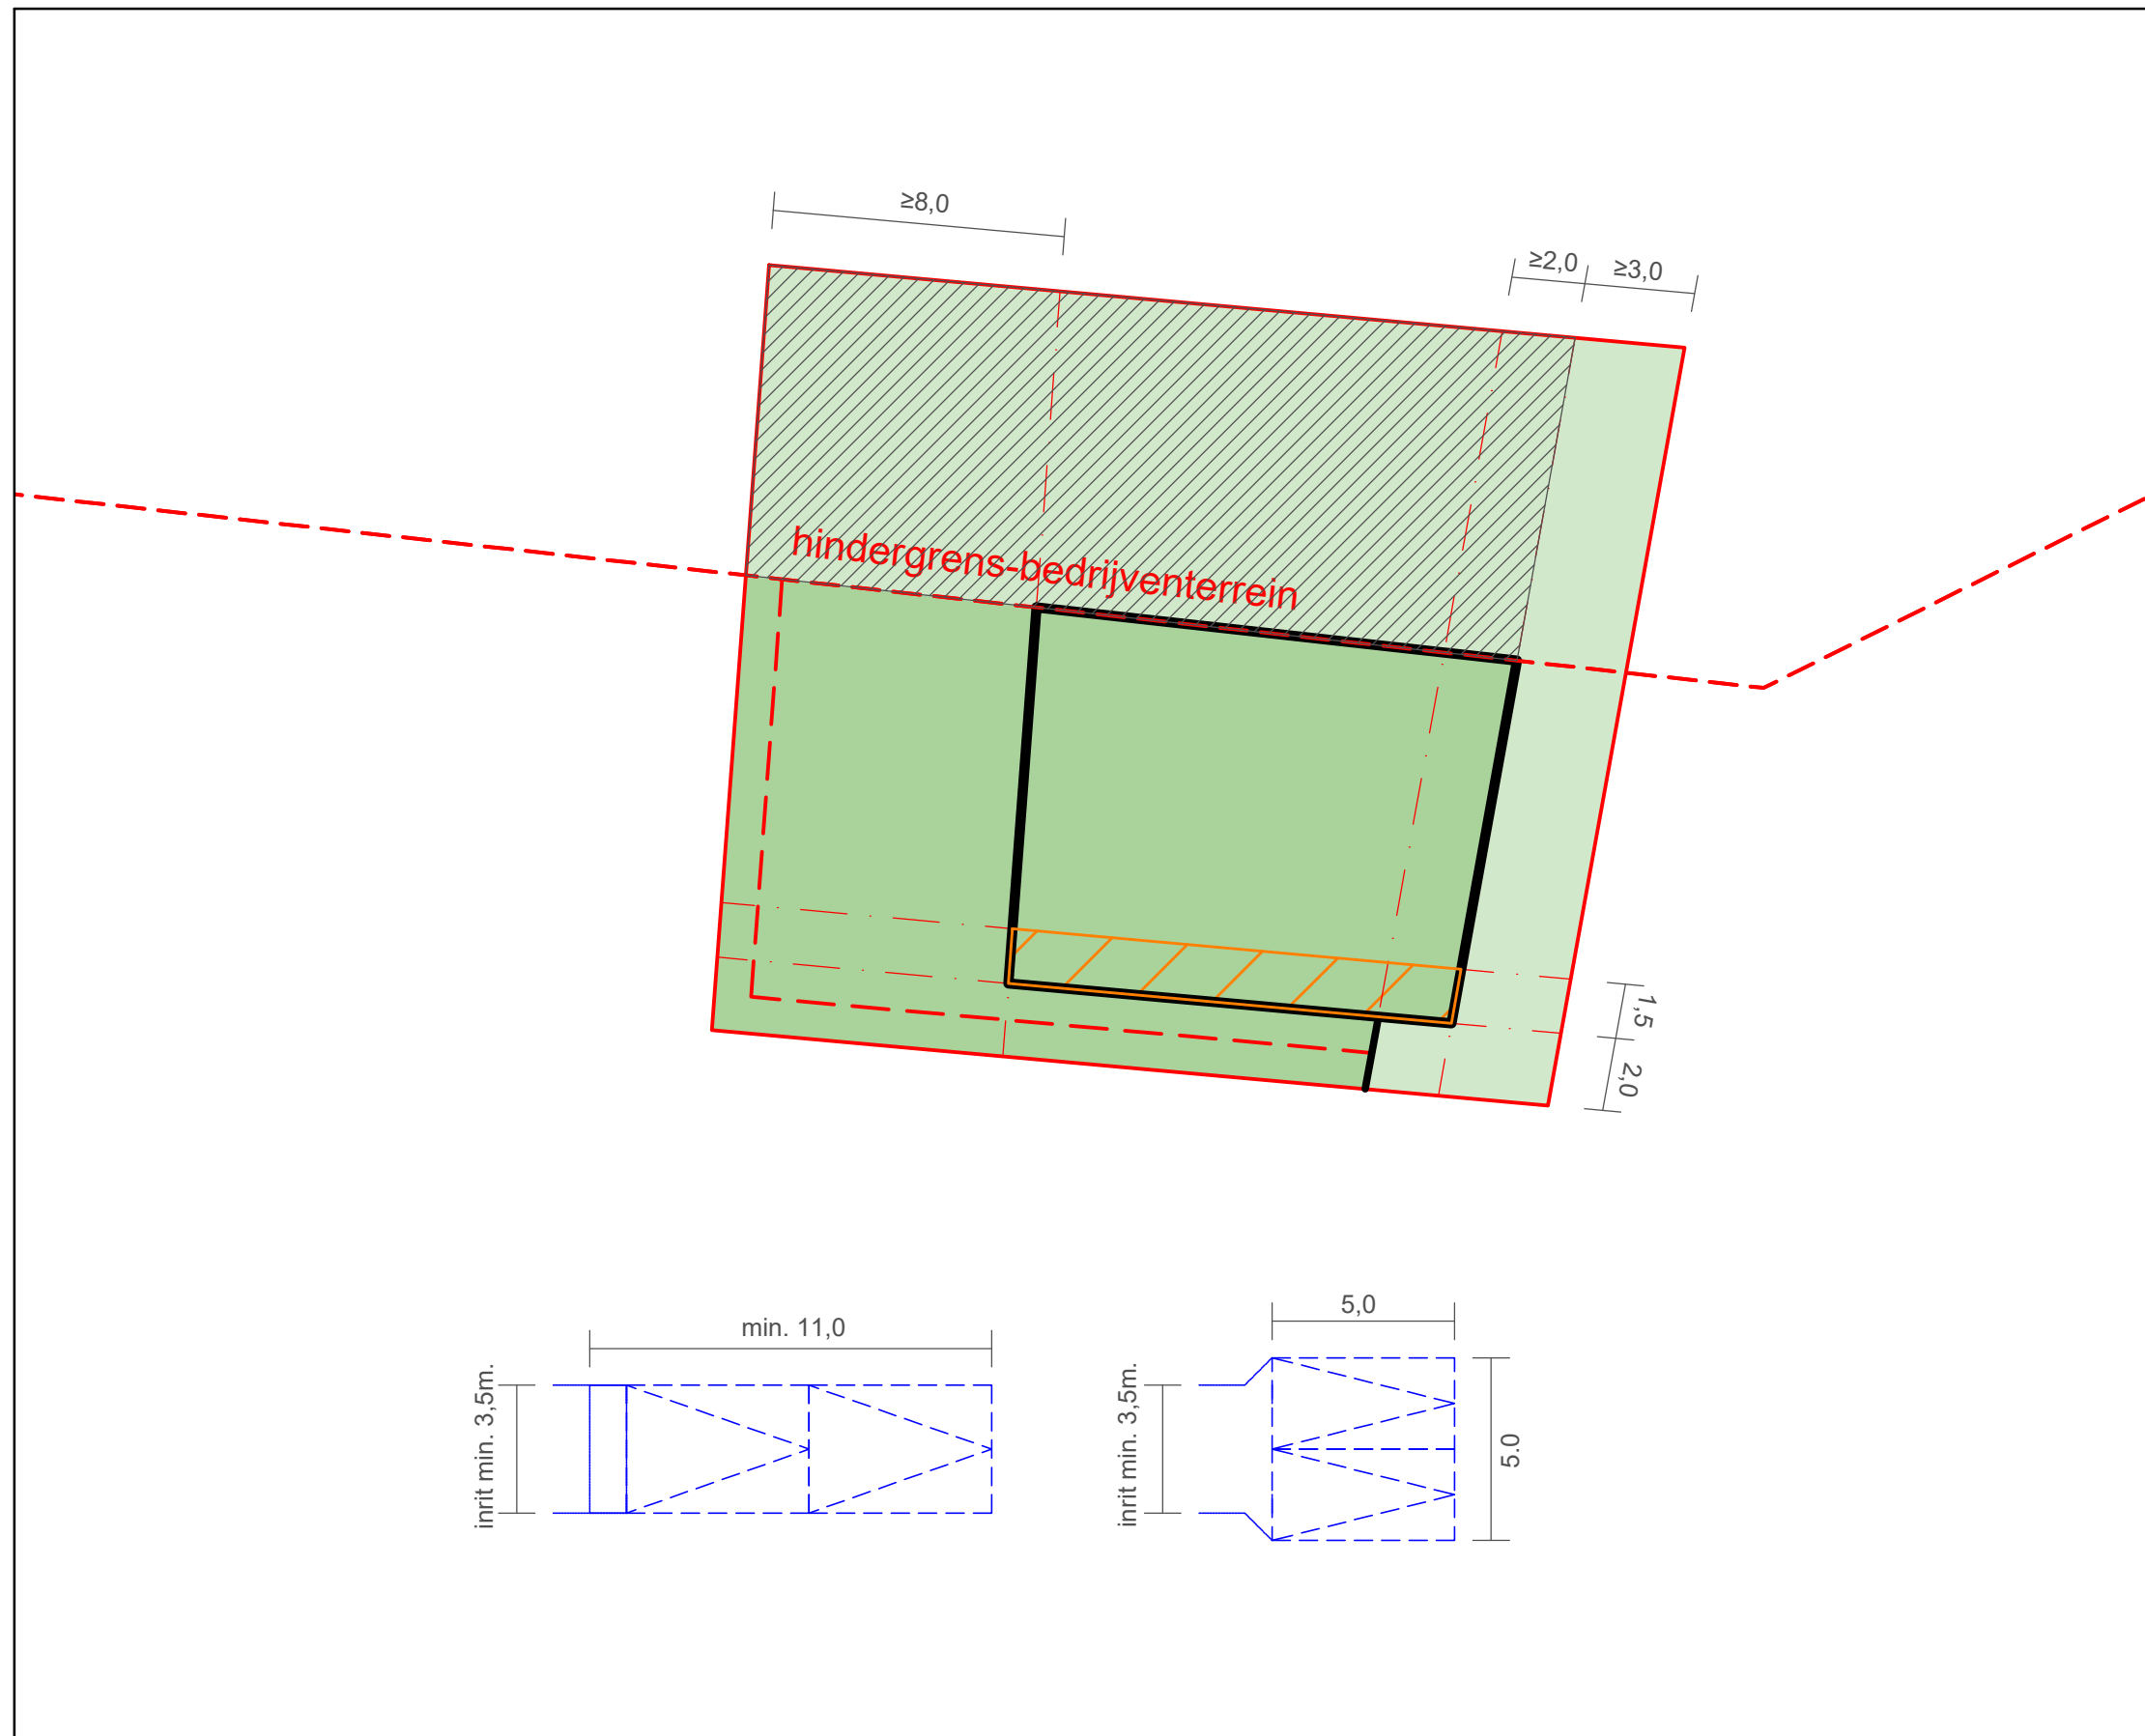 ≥8,0
≥2,0
≥3,0
hindergrens-bedrijventerrein
1,5
2,0
min. 11,0
inrit min. 3,5m.
5,0
inrit min. 3,5m.
5.0